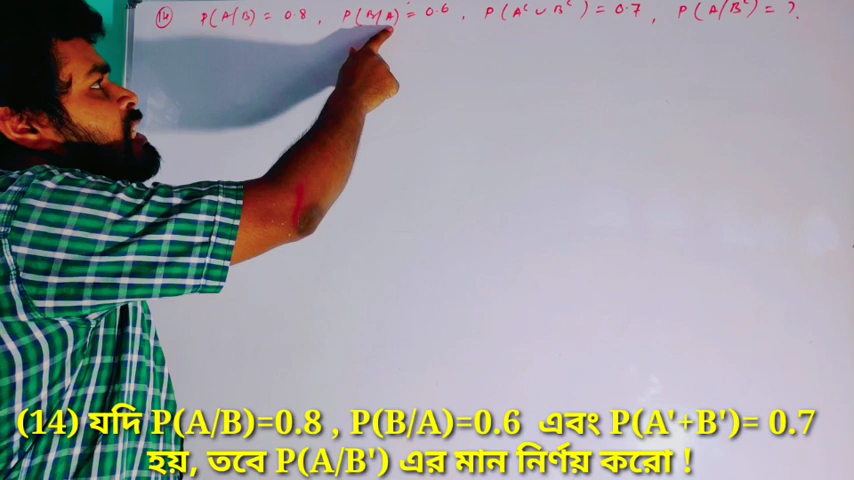 (14) P(A/B) = 0.8 , P(B/A) = 0.6 , P(Aᶜ ∪ Bᶜ) = 0.7 , P(A/Bᶜ) = ?.
(14) যদি P(A/B)=0.8 , P(B/A)=0.6 এবং P(A'+B')= 0.7
হয়, তবে P(A/B') এর মান নির্ণয় করো !